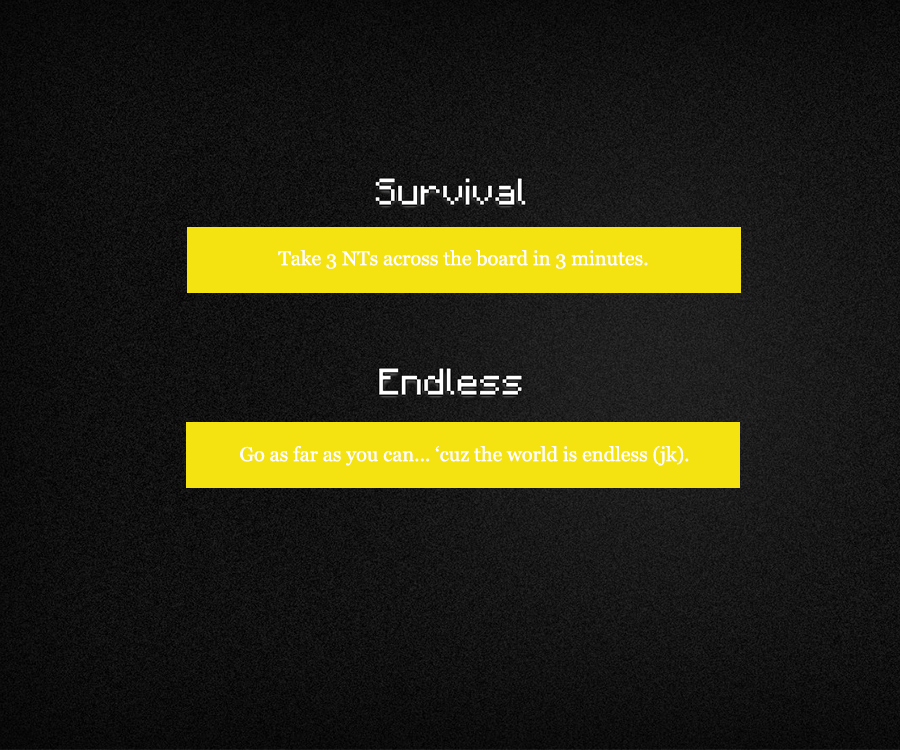 Survival
Take 3 NTs across the board in 3 minutes.
Endless
Go as far as you can... ‘cuz the world is endless (jk).